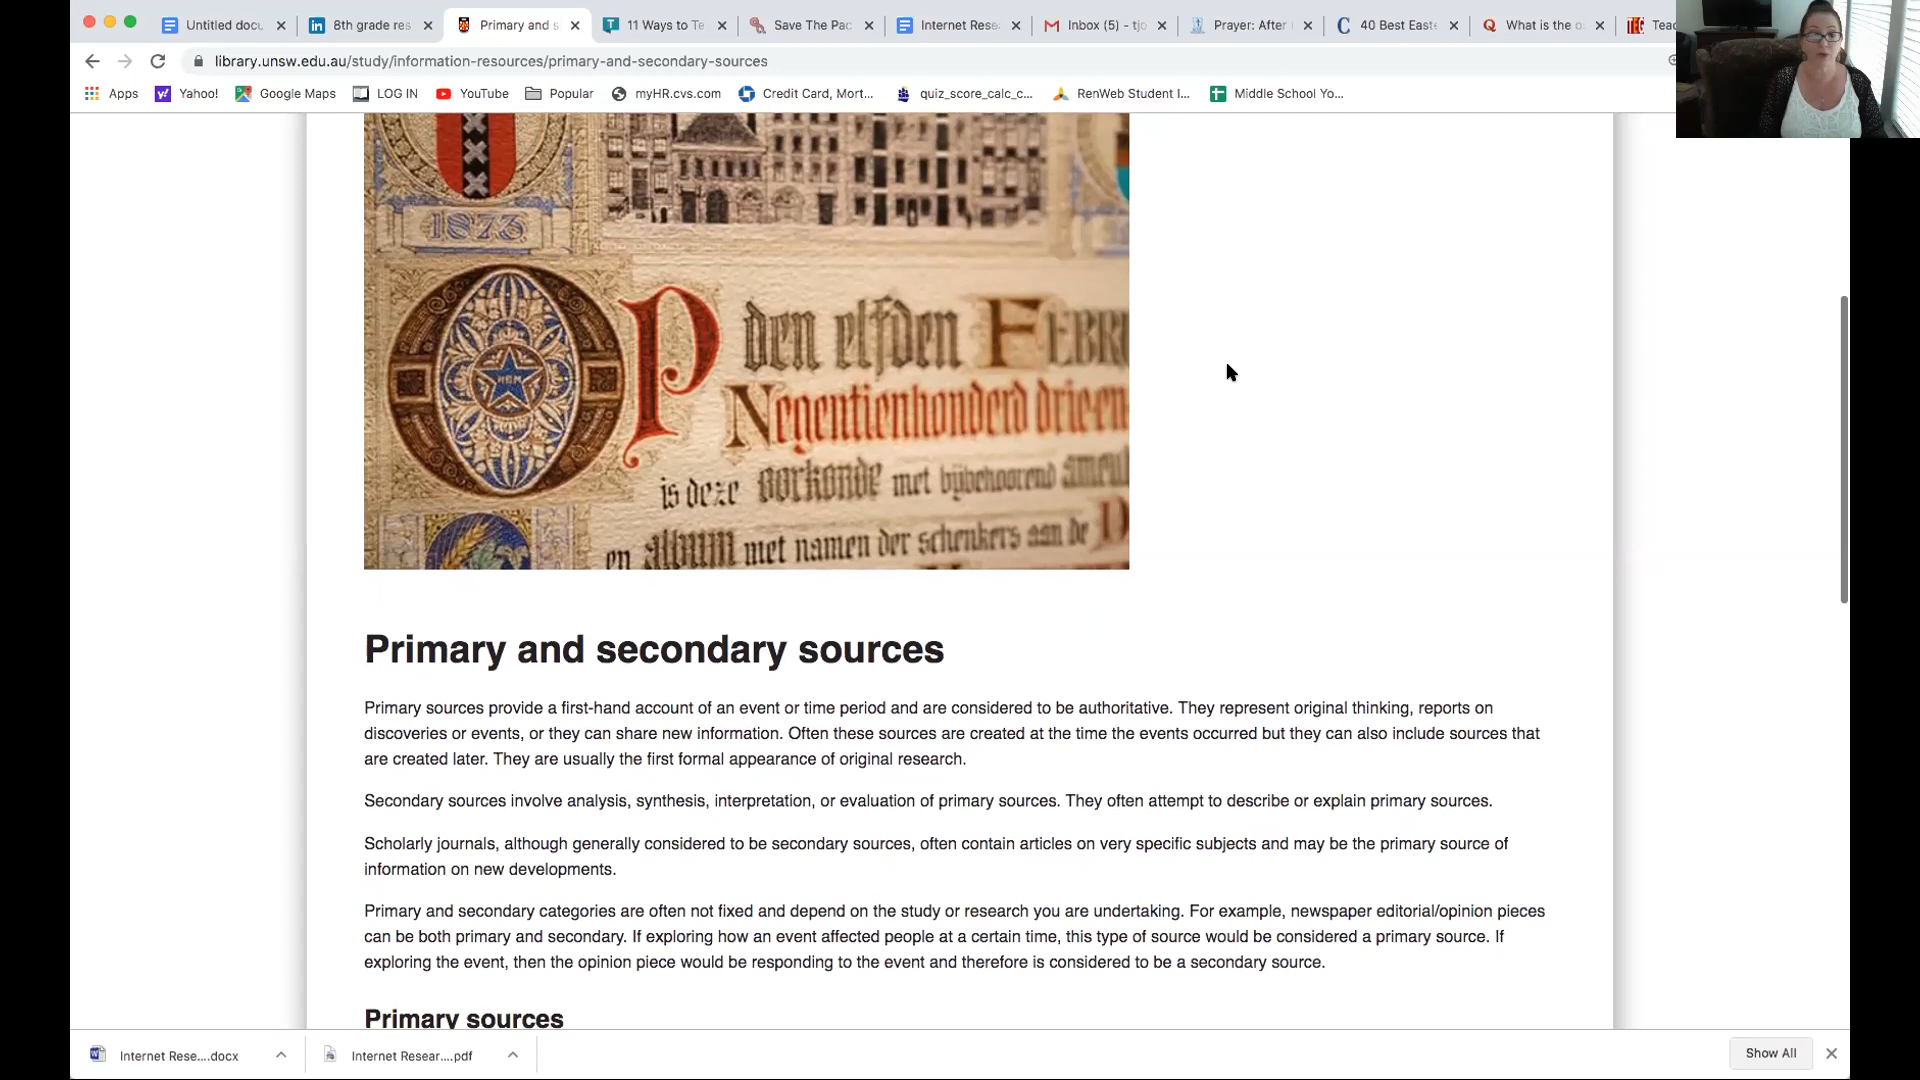 Untitled docu
8th grade res
Primary and s
11 Ways to Te
Save The Pac
Internet Rese
Inbox (5) - tjo
Prayer: After
40 Best Easte
What is the o
Teac
library.unsw.edu.au/study/information-resources/primary-and-secondary-sources
Apps
Yahoo!
Google Maps
LOG IN
YouTube
Popular
myHR.cvs.com
Credit Card, Mort...
quiz_score_calc_c...
RenWeb Student I...
Middle School Yo...
1873
OP den elfden FEBR
Negentienhonderd drie-en
is deze oorkonde met bijbehoorend
en album met namen der schenkers aan de
HBM
Primary and secondary sources
Primary sources provide a first-hand account of an event or time period and are considered to be authoritative. They represent original thinking, reports on
discoveries or events, or they can share new information. Often these sources are created at the time the events occurred but they can also include sources that
are created later. They are usually the first formal appearance of original research.
Secondary sources involve analysis, synthesis, interpretation, or evaluation of primary sources. They often attempt to describe or explain primary sources.
Scholarly journals, although generally considered to be secondary sources, often contain articles on very specific subjects and may be the primary source of
information on new developments.
Primary and secondary categories are often not fixed and depend on the study or research you are undertaking. For example, newspaper editorial/opinion pieces
can be both primary and secondary. If exploring how an event affected people at a certain time, this type of source would be considered a primary source. If
exploring the event, then the opinion piece would be responding to the event and therefore is considered to be a secondary source.
Primary sources
Internet Rese....docx
Internet Resear....pdf
Show All